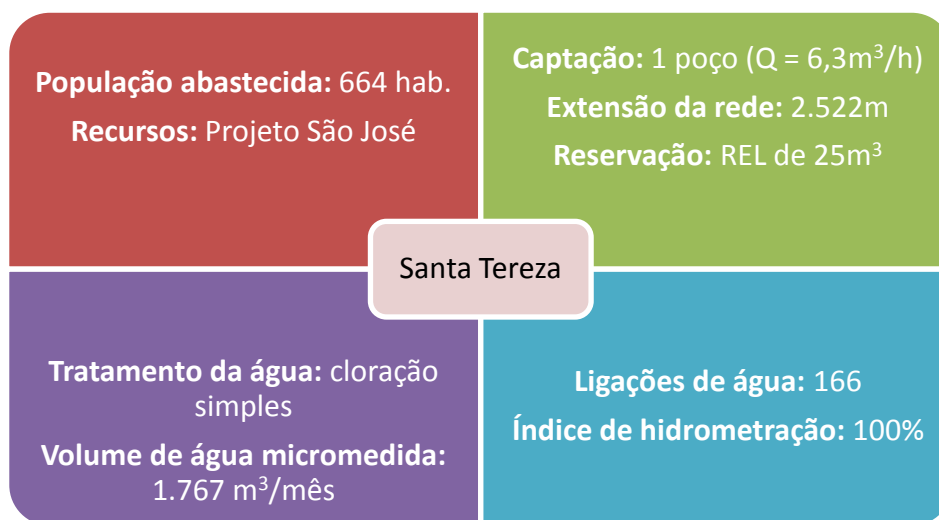 População abastecida: 664 hab.
Recursos: Projeto São José
Captação: 1 poço (Q = 6,3m³/h)
Extensão da rede: 2.522m
Reservação: REL de 25m³
Santa Tereza
Tratamento da água: cloração
simples
Volume de água micromedida:
1.767 m³/mês
Ligações de água: 166
Índice de hidrometração: 100%